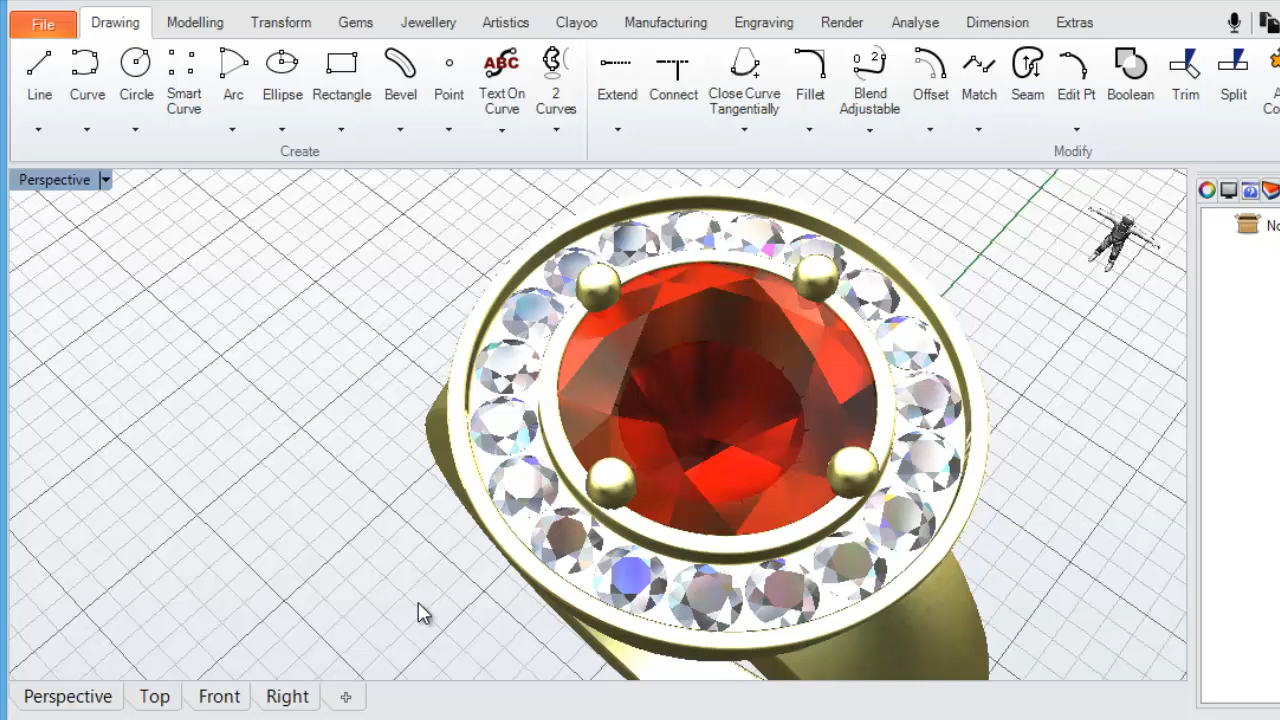 File Drawing Modelling Transform Gems Jewellery Artistics Clayoo Manufacturing Engraving Render Analyse Dimension Extras
ABC 0 2
Line Curve Circle Smart Curve Arc Ellipse Rectangle Bevel Point Text On Curve 2 Curves Extend Connect Close Curve Tangentially Fillet Blend Adjustable Offset Match Seam Edit Pt Boolean Trim Split
Create Modify
Perspective
Perspective Top Front Right +